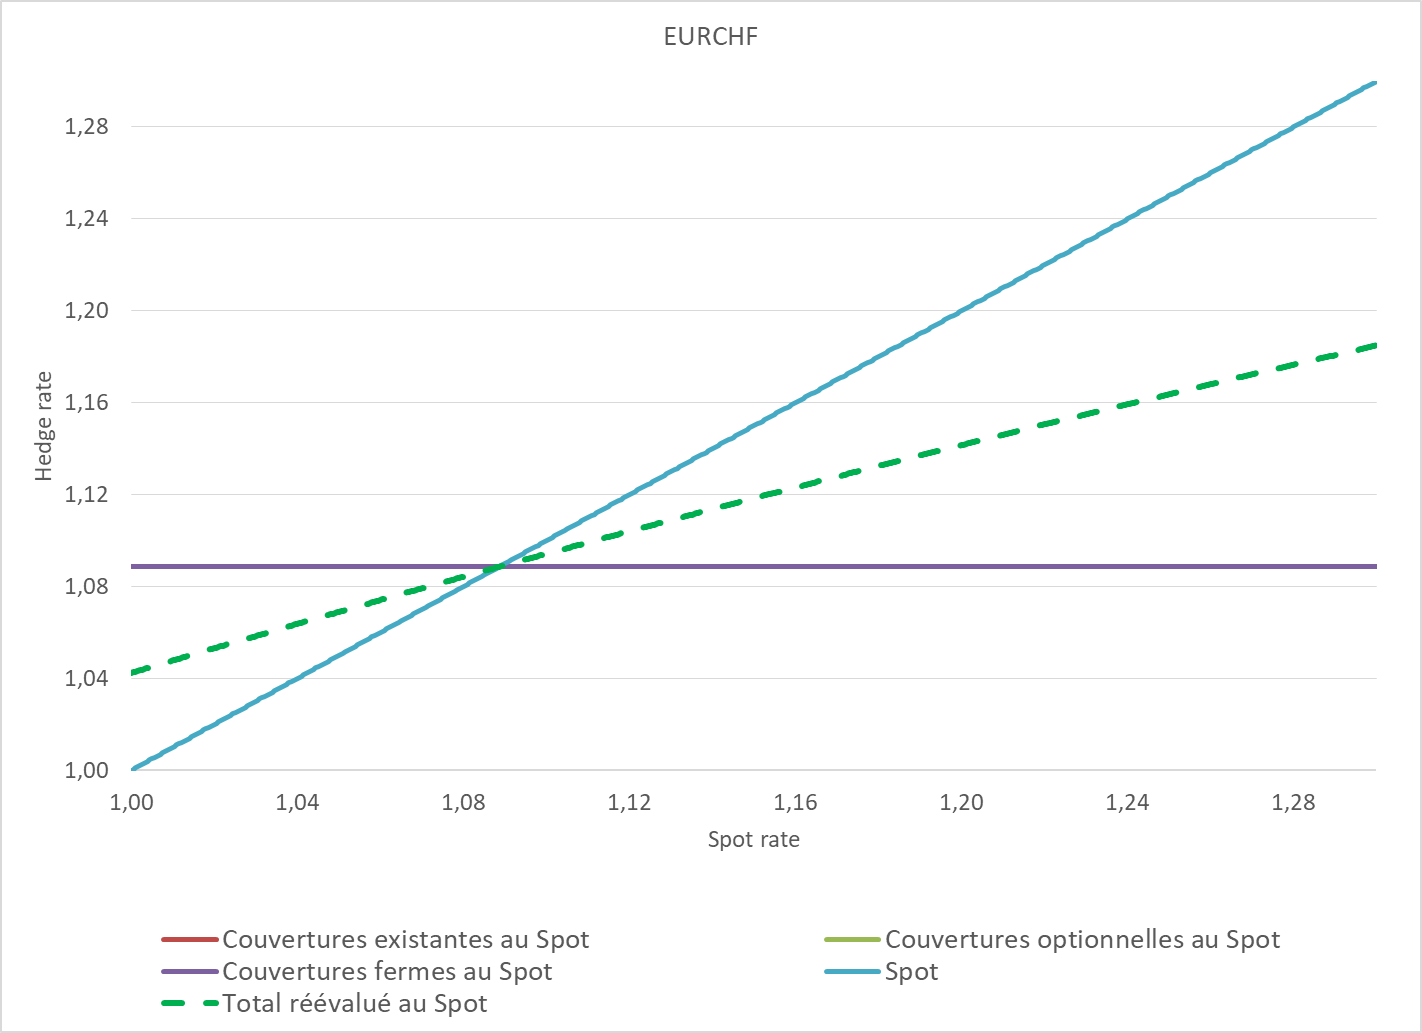 EURCHF
1,28
1,24
1,20
1,16
1,12
1,08
1,04
1,00
Hedge rate
1,00 1,04 1,08 1,12 1,16 1,20 1,24 1,28
Spot rate
Couvertures existantes au Spot
Couvertures optionnelles au Spot
Couvertures fermes au Spot
Spot
Total réévalué au Spot